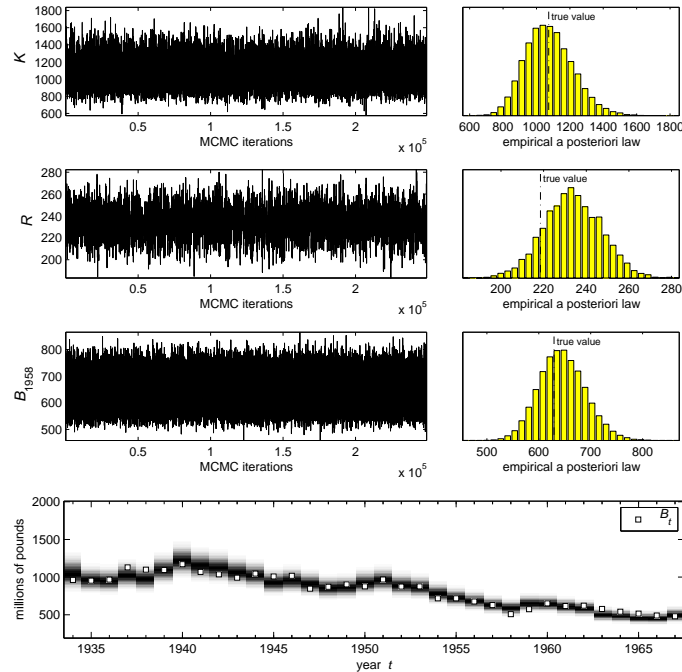 1800
1600
1400
1200
1000
800
600
K
0.5 1 1.5 2
MCMC iterations
x 10^5
true value
600 800 1000 1200 1400 1600 1800
empirical a posteriori law
280
260
240
220
200
R
0.5 1 1.5 2
MCMC iterations
x 10^5
true value
200 220 240 260 280
empirical a posteriori law
800
700
600
500
B_1958
0.5 1 1.5 2
MCMC iterations
x 10^5
true value
500 600 700 800
empirical a posteriori law
2000
1500
1000
500
millions of pounds
B_t
1935 1940 1945 1950 1955 1960 1965
year t